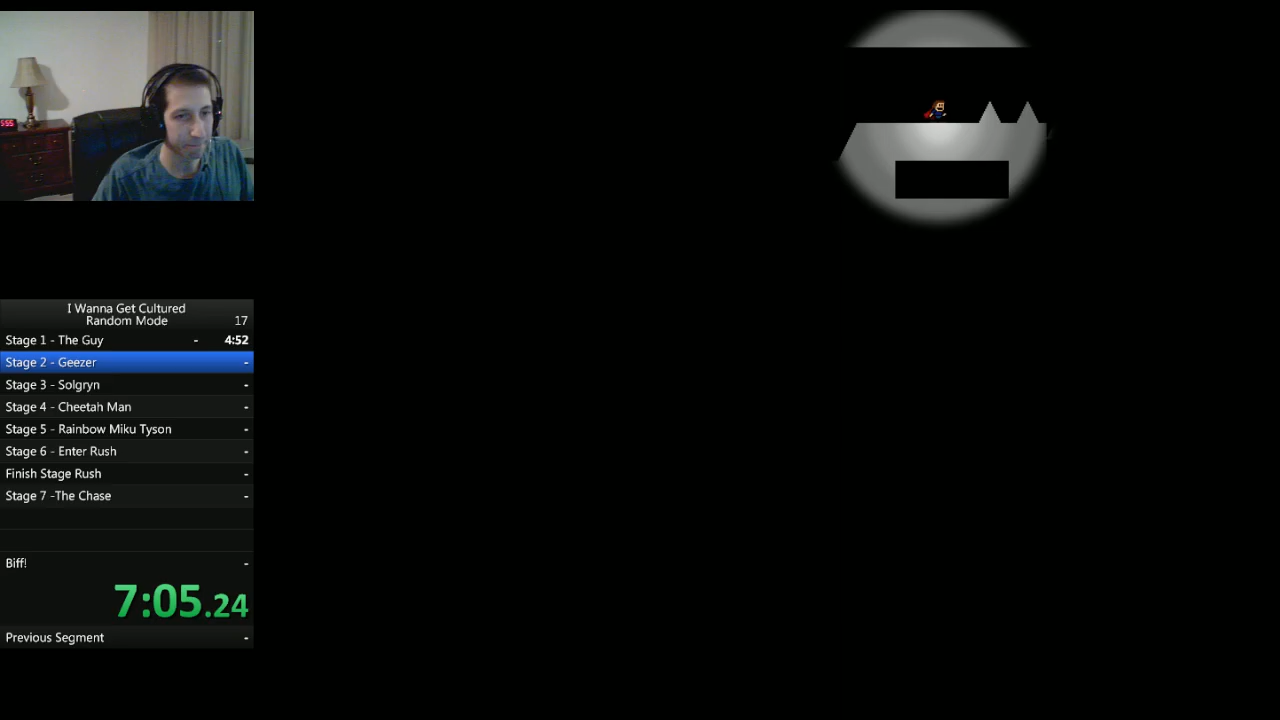 555
I Wanna Get Cultured
Random Mode 17
Stage 1 - The Guy - 4:52
Stage 2 - Geezer -
Stage 3 - Solgryn -
Stage 4 - Cheetah Man -
Stage 5 - Rainbow Miku Tyson -
Stage 6 - Enter Rush -
Finish Stage Rush -
Stage 7 -The Chase -
Biff! -
7:05.24
Previous Segment -